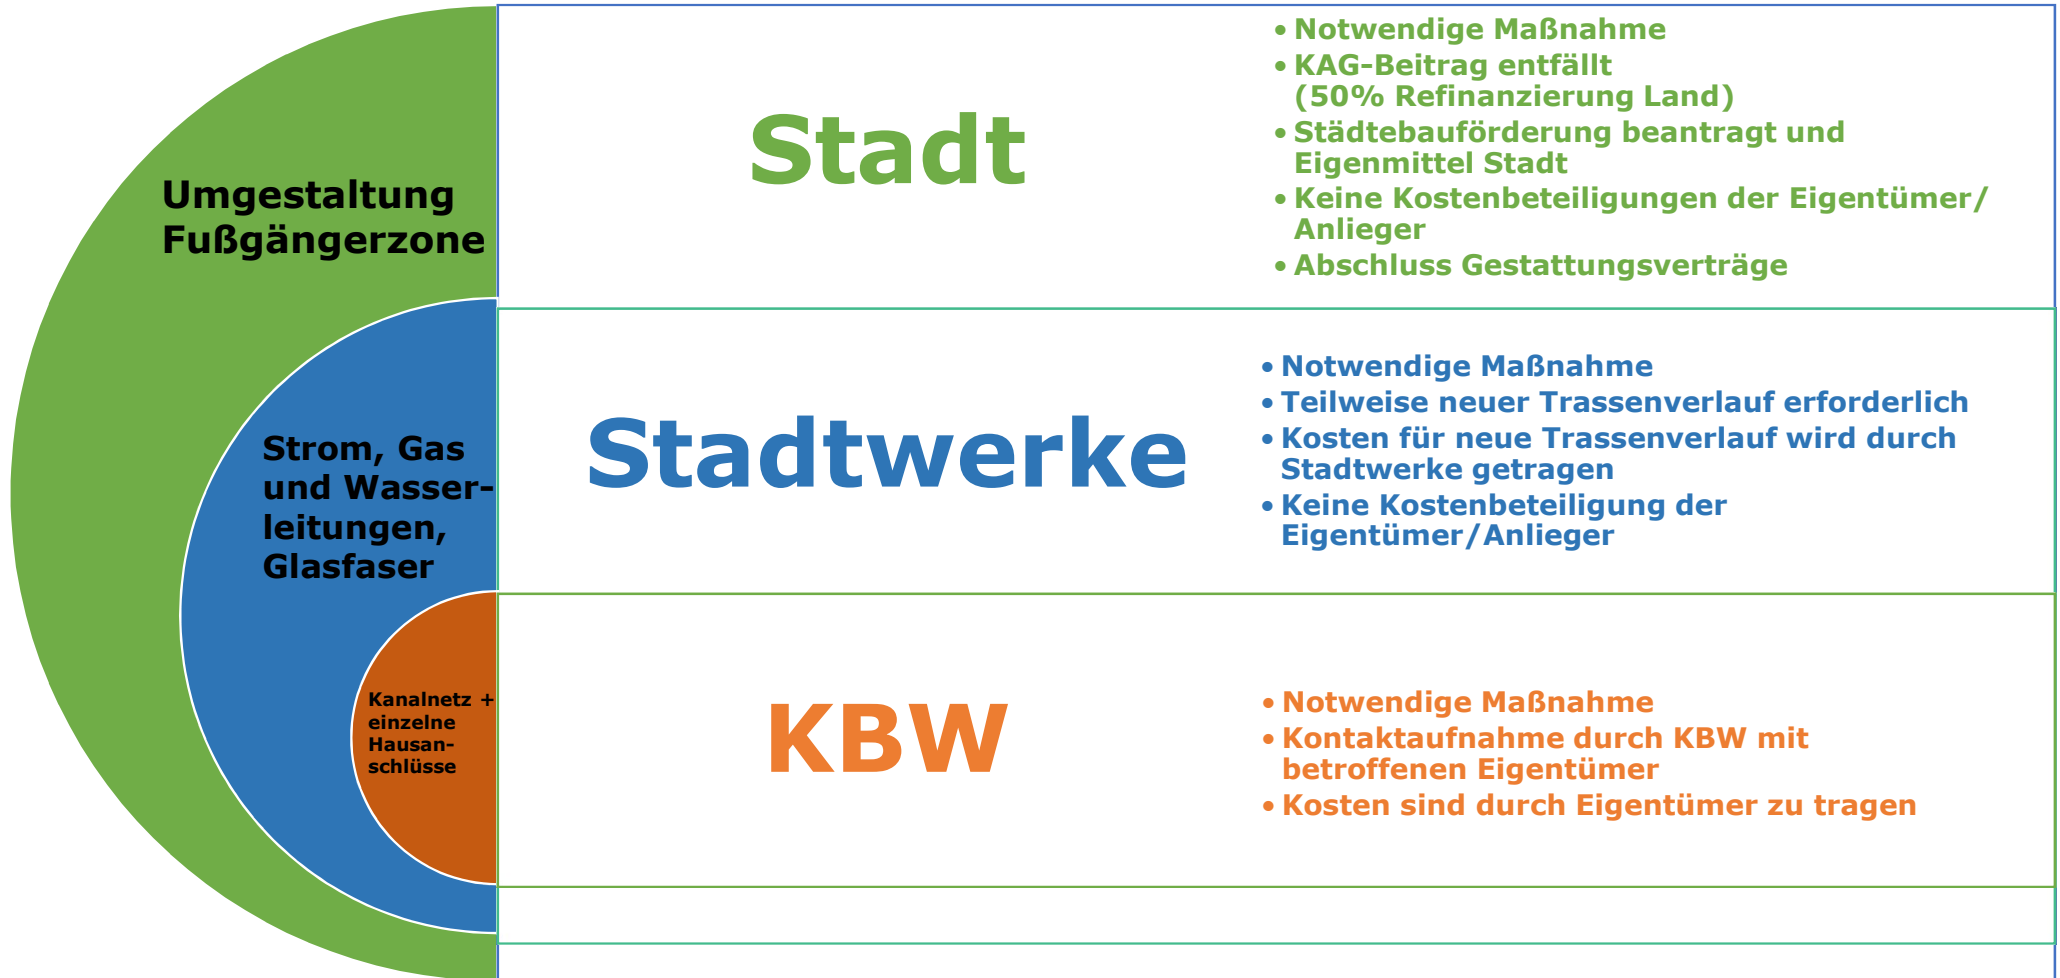 Umgestaltung
Fußgängerzone
Stadt
• Notwendige Maßnahme
• KAG-Beitrag entfällt
(50% Refinanzierung Land)
• Städtebauförderung beantragt und
Eigenmittel Stadt
• Keine Kostenbeteiligungen der Eigentümer/
Anlieger
• Abschluss Gestattungsverträge
Strom, Gas
und Wasser-
leitungen,
Glasfaser
Stadtwerke
• Notwendige Maßnahme
• Teilweise neuer Trassenverlauf erforderlich
• Kosten für neue Trassenverlauf wird durch
Stadtwerke getragen
• Keine Kostenbeteiligung der
Eigentümer/Anlieger
Kanalnetz +
einzelne
Hausan-
schlüsse
KBW
• Notwendige Maßnahme
• Kontaktaufnahme durch KBW mit
betroffenen Eigentümer
• Kosten sind durch Eigentümer zu tragen